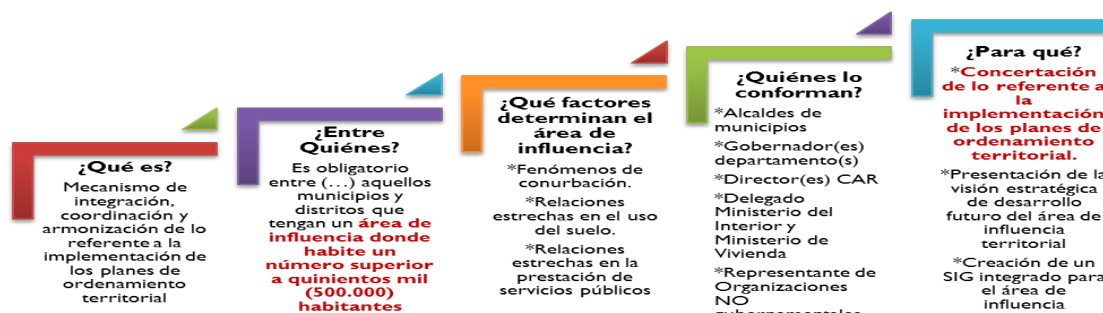 ¿Qué es?
Mecanismo de
integración,
coordinación y
armonización de lo
referente a la
implementación de
los planes de
ordenamiento
territorial
¿Entre
Quiénes?
Es obligatorio
entre (…) aquellos
municipios y
distritos que
tengan un área de
influencia donde
habite un
número superior
a quinientos mil
(500.000)
habitantes
¿Qué factores
determinan el
área de
influencia?
*Fenómenos de
conurbación.
*Relaciones
estrechas en el uso
del suelo.
*Relaciones
estrechas en la
prestación de
servicios públicos
¿Quiénes lo
conforman?
*Alcaldes de
municipios
*Gobernador(es)
departamento(s)
*Director(es) CAR
*Delegado
Ministerio del
Interior y
Ministerio de
Vivienda
*Representante de
Organizaciones
NO
gubernamentales
¿Para qué?
*Concertación
de lo referente a
la
implementación
de los planes de
ordenamiento
territorial.
*Presentación de la
visión estratégica
de desarrollo
futuro del área de
influencia
territorial
*Creación de un
SIG integrado para
el área de
influencia